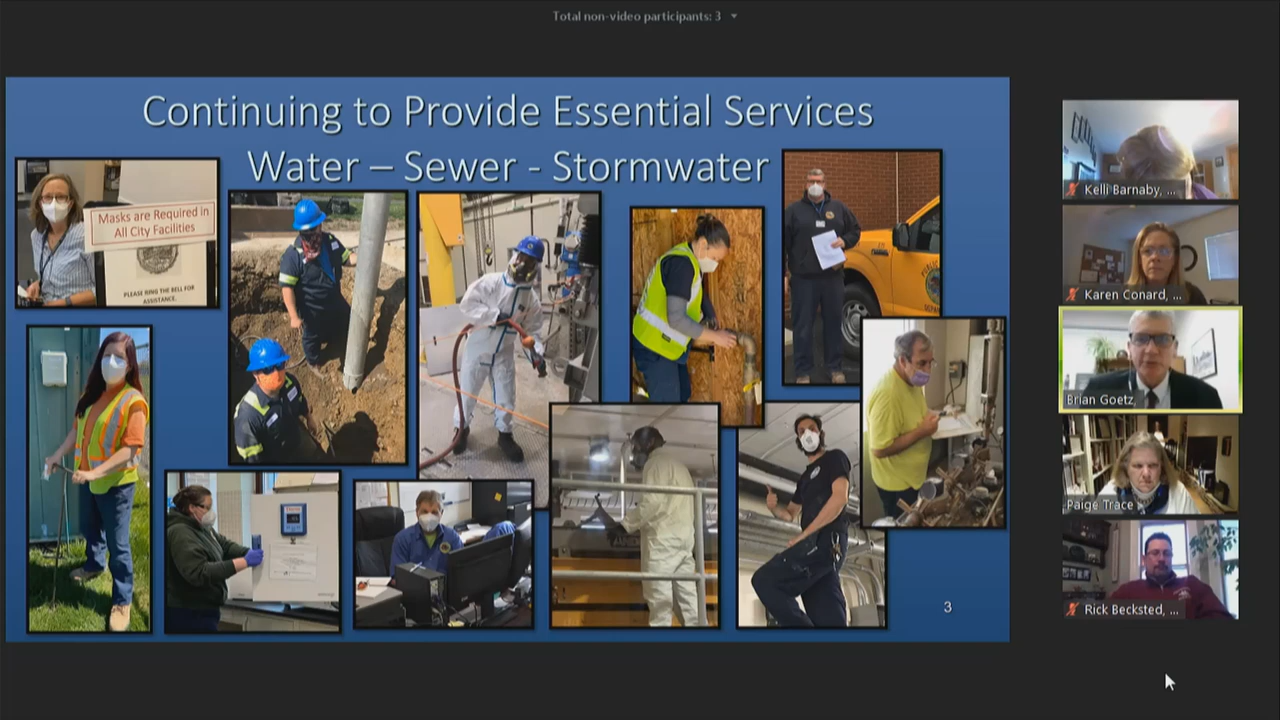 Total non-video participants: 3
Continuing to Provide Essential Services
Water – Sewer - Stormwater
Masks are Required in
All City Facilities
PLEASE RING THE BELL FOR
ASSISTANCE.
3
Kelli Barnaby, ...
Karen Conard, ...
Brian Goetz,
Paige Trace
Rick Becksted, ...